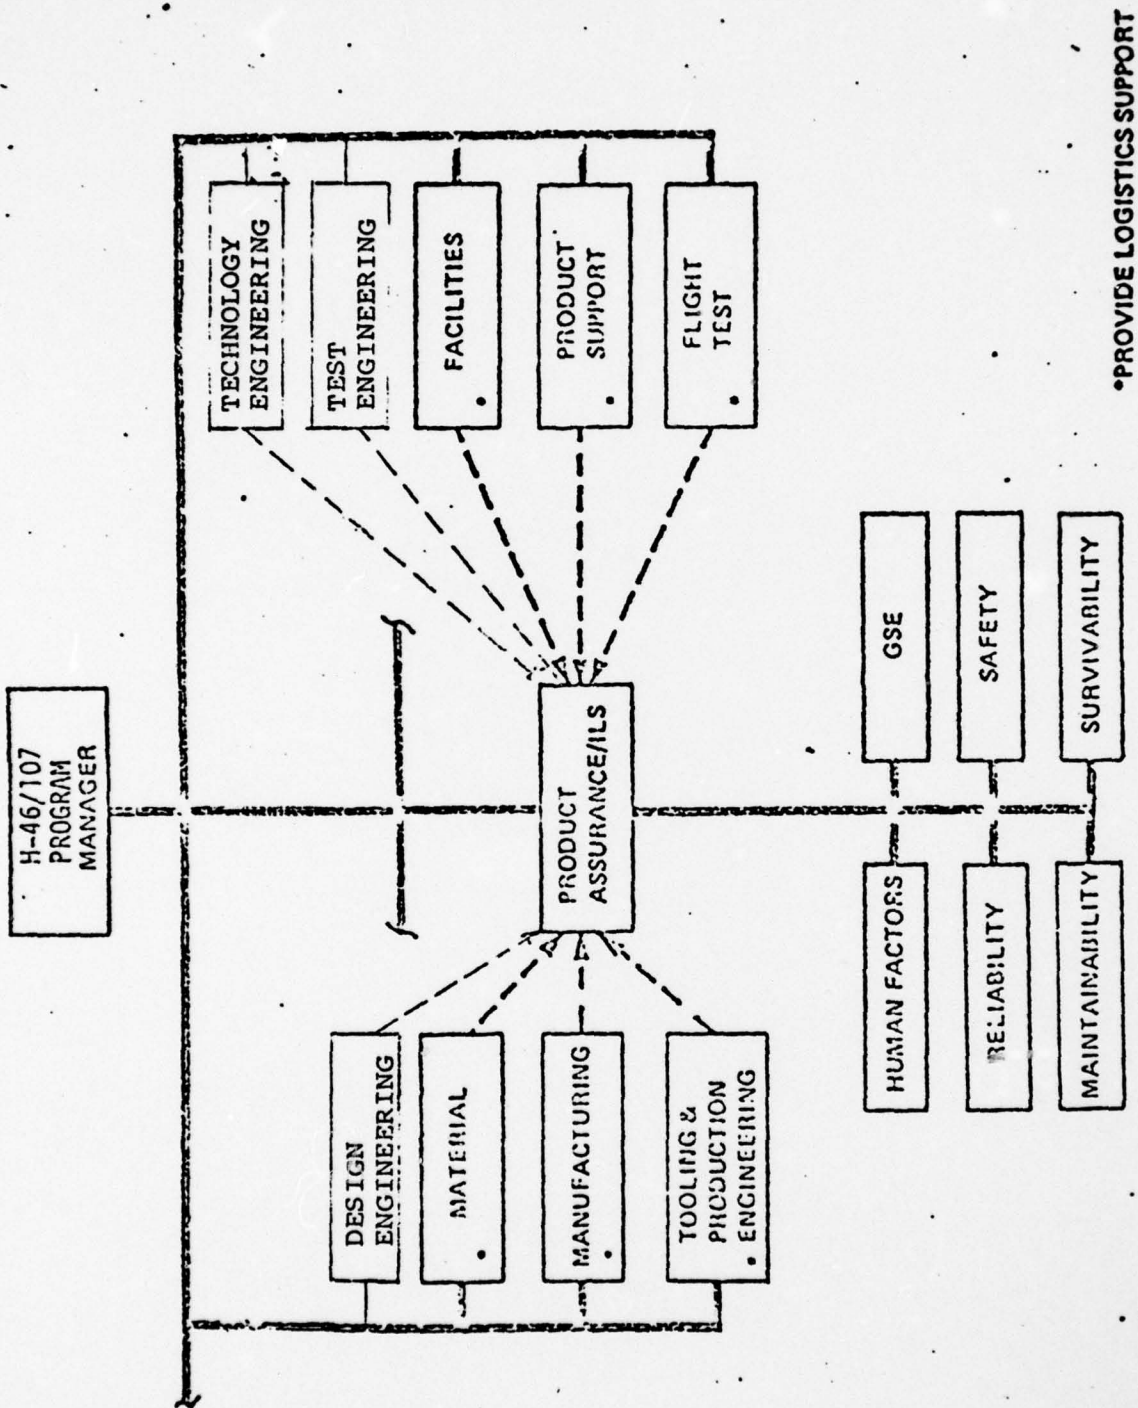 H-46/107
PROGRAM
MANAGER
TECHNOLOGY
ENGINEERING
TEST
ENGINEERING
DESIGN
ENGINEERING
FACILITIES
•
MATERIAL
•
PRODUCT
ASSURANCE/ILS
PRODUCT
SUPPORT
•
MANUFACTURING
•
FLIGHT
TEST
•
TOOLING &
PRODUCTION
• ENGINEERING
HUMAN FACTORS
GSE
RELIABILITY
SAFETY
MAINTAINABILITY
SURVIVABILITY
•PROVIDE LOGISTICS SUPPORT